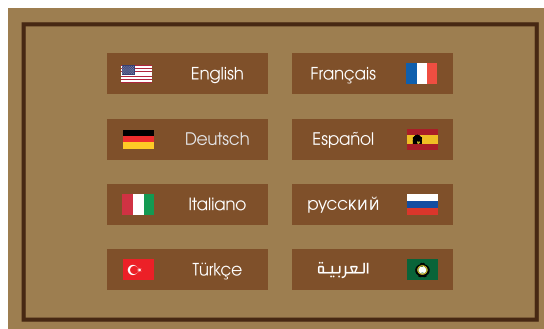 English
Français
Deutsch
Español
Italiano
русский
Türkçe
العربية